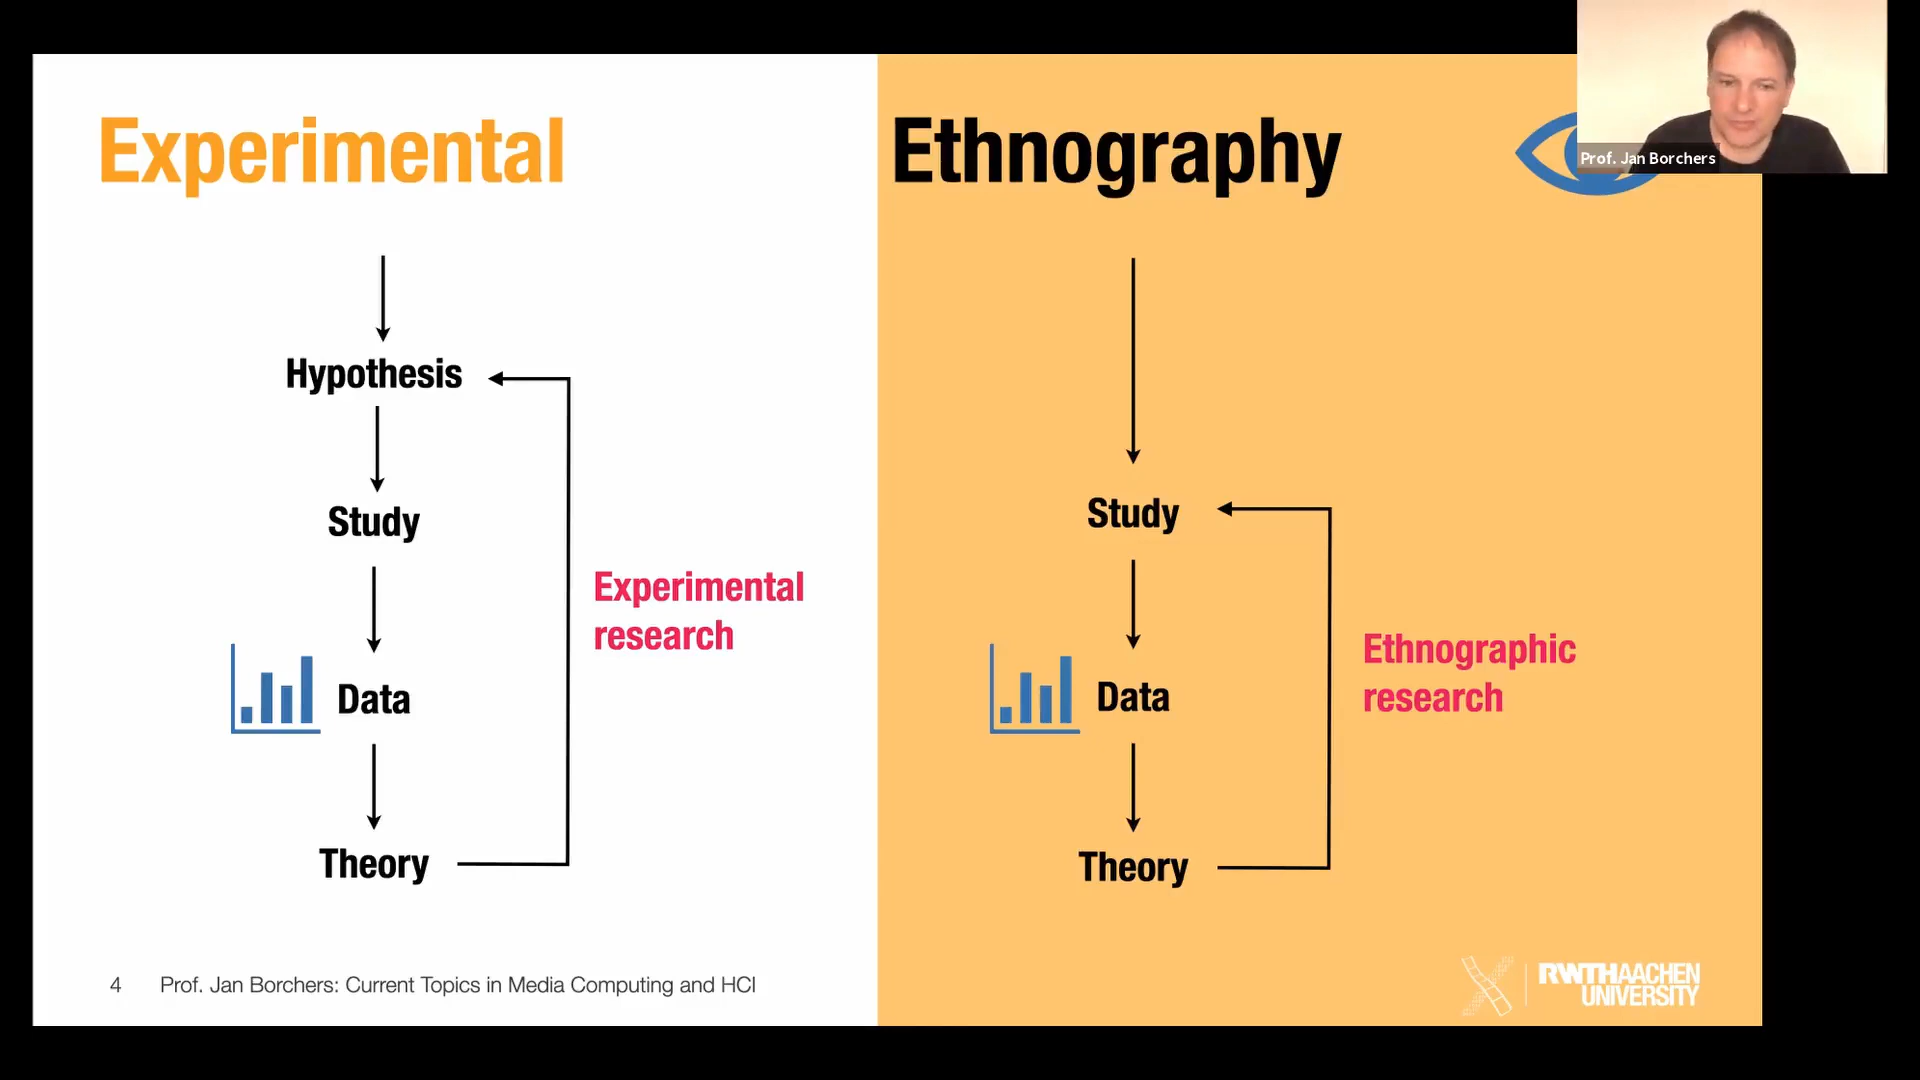 Experimental
Hypothesis
Study
Data
Theory
Experimental
research
Ethnography
Study
Data
Theory
Ethnographic
research
Prof. Jan Borchers
4 Prof. Jan Borchers: Current Topics in Media Computing and HCI
RWTHAACHEN
UNIVERSITY